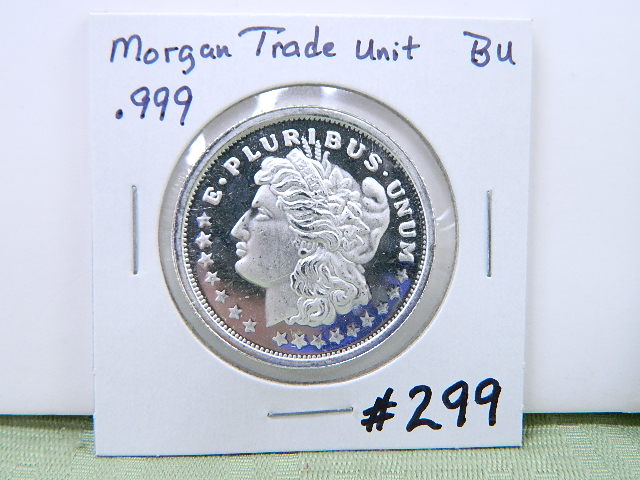 Morgan Trade Unit BU
.999
E·PLURIBUS·UNUM
#299